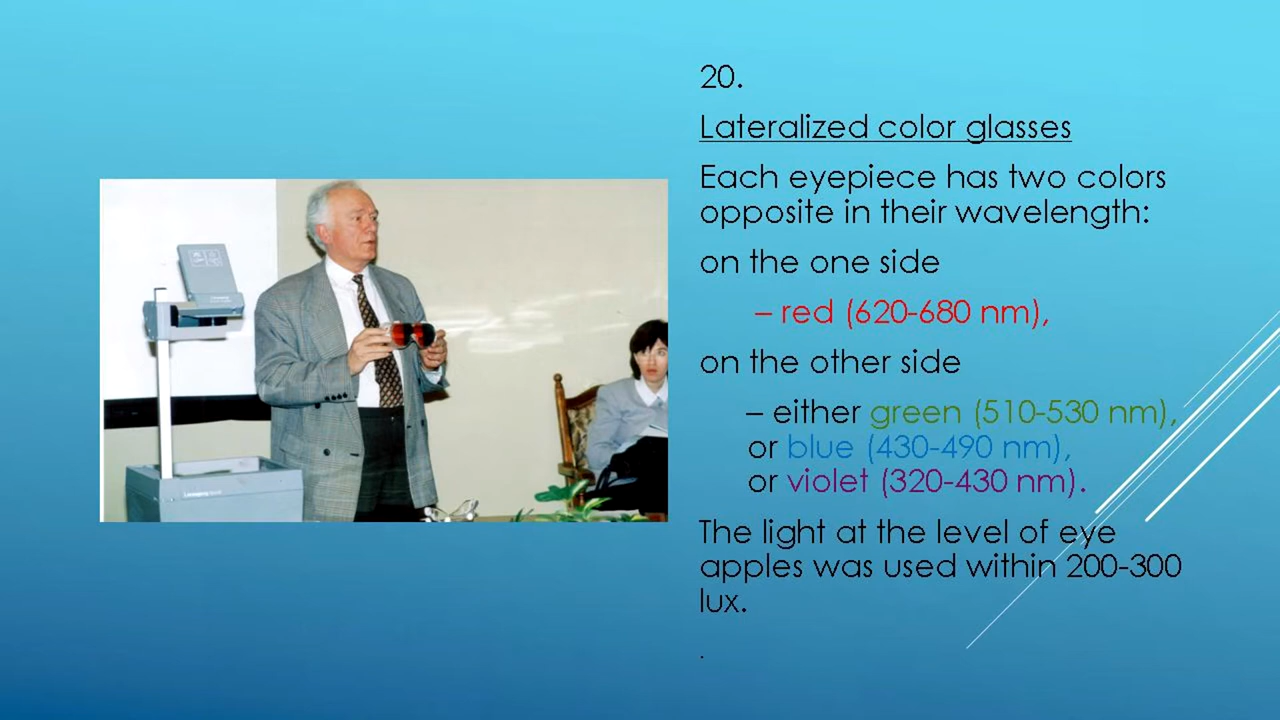 20.
Lateralized color glasses
Each eyepiece has two colors
opposite in their wavelength:
on the one side
– red (620-680 nm),
on the other side
– either green (510-530 nm),
or blue (430-490 nm),
or violet (320-430 nm).
The light at the level of eye
apples was used within 200-300
lux.
.